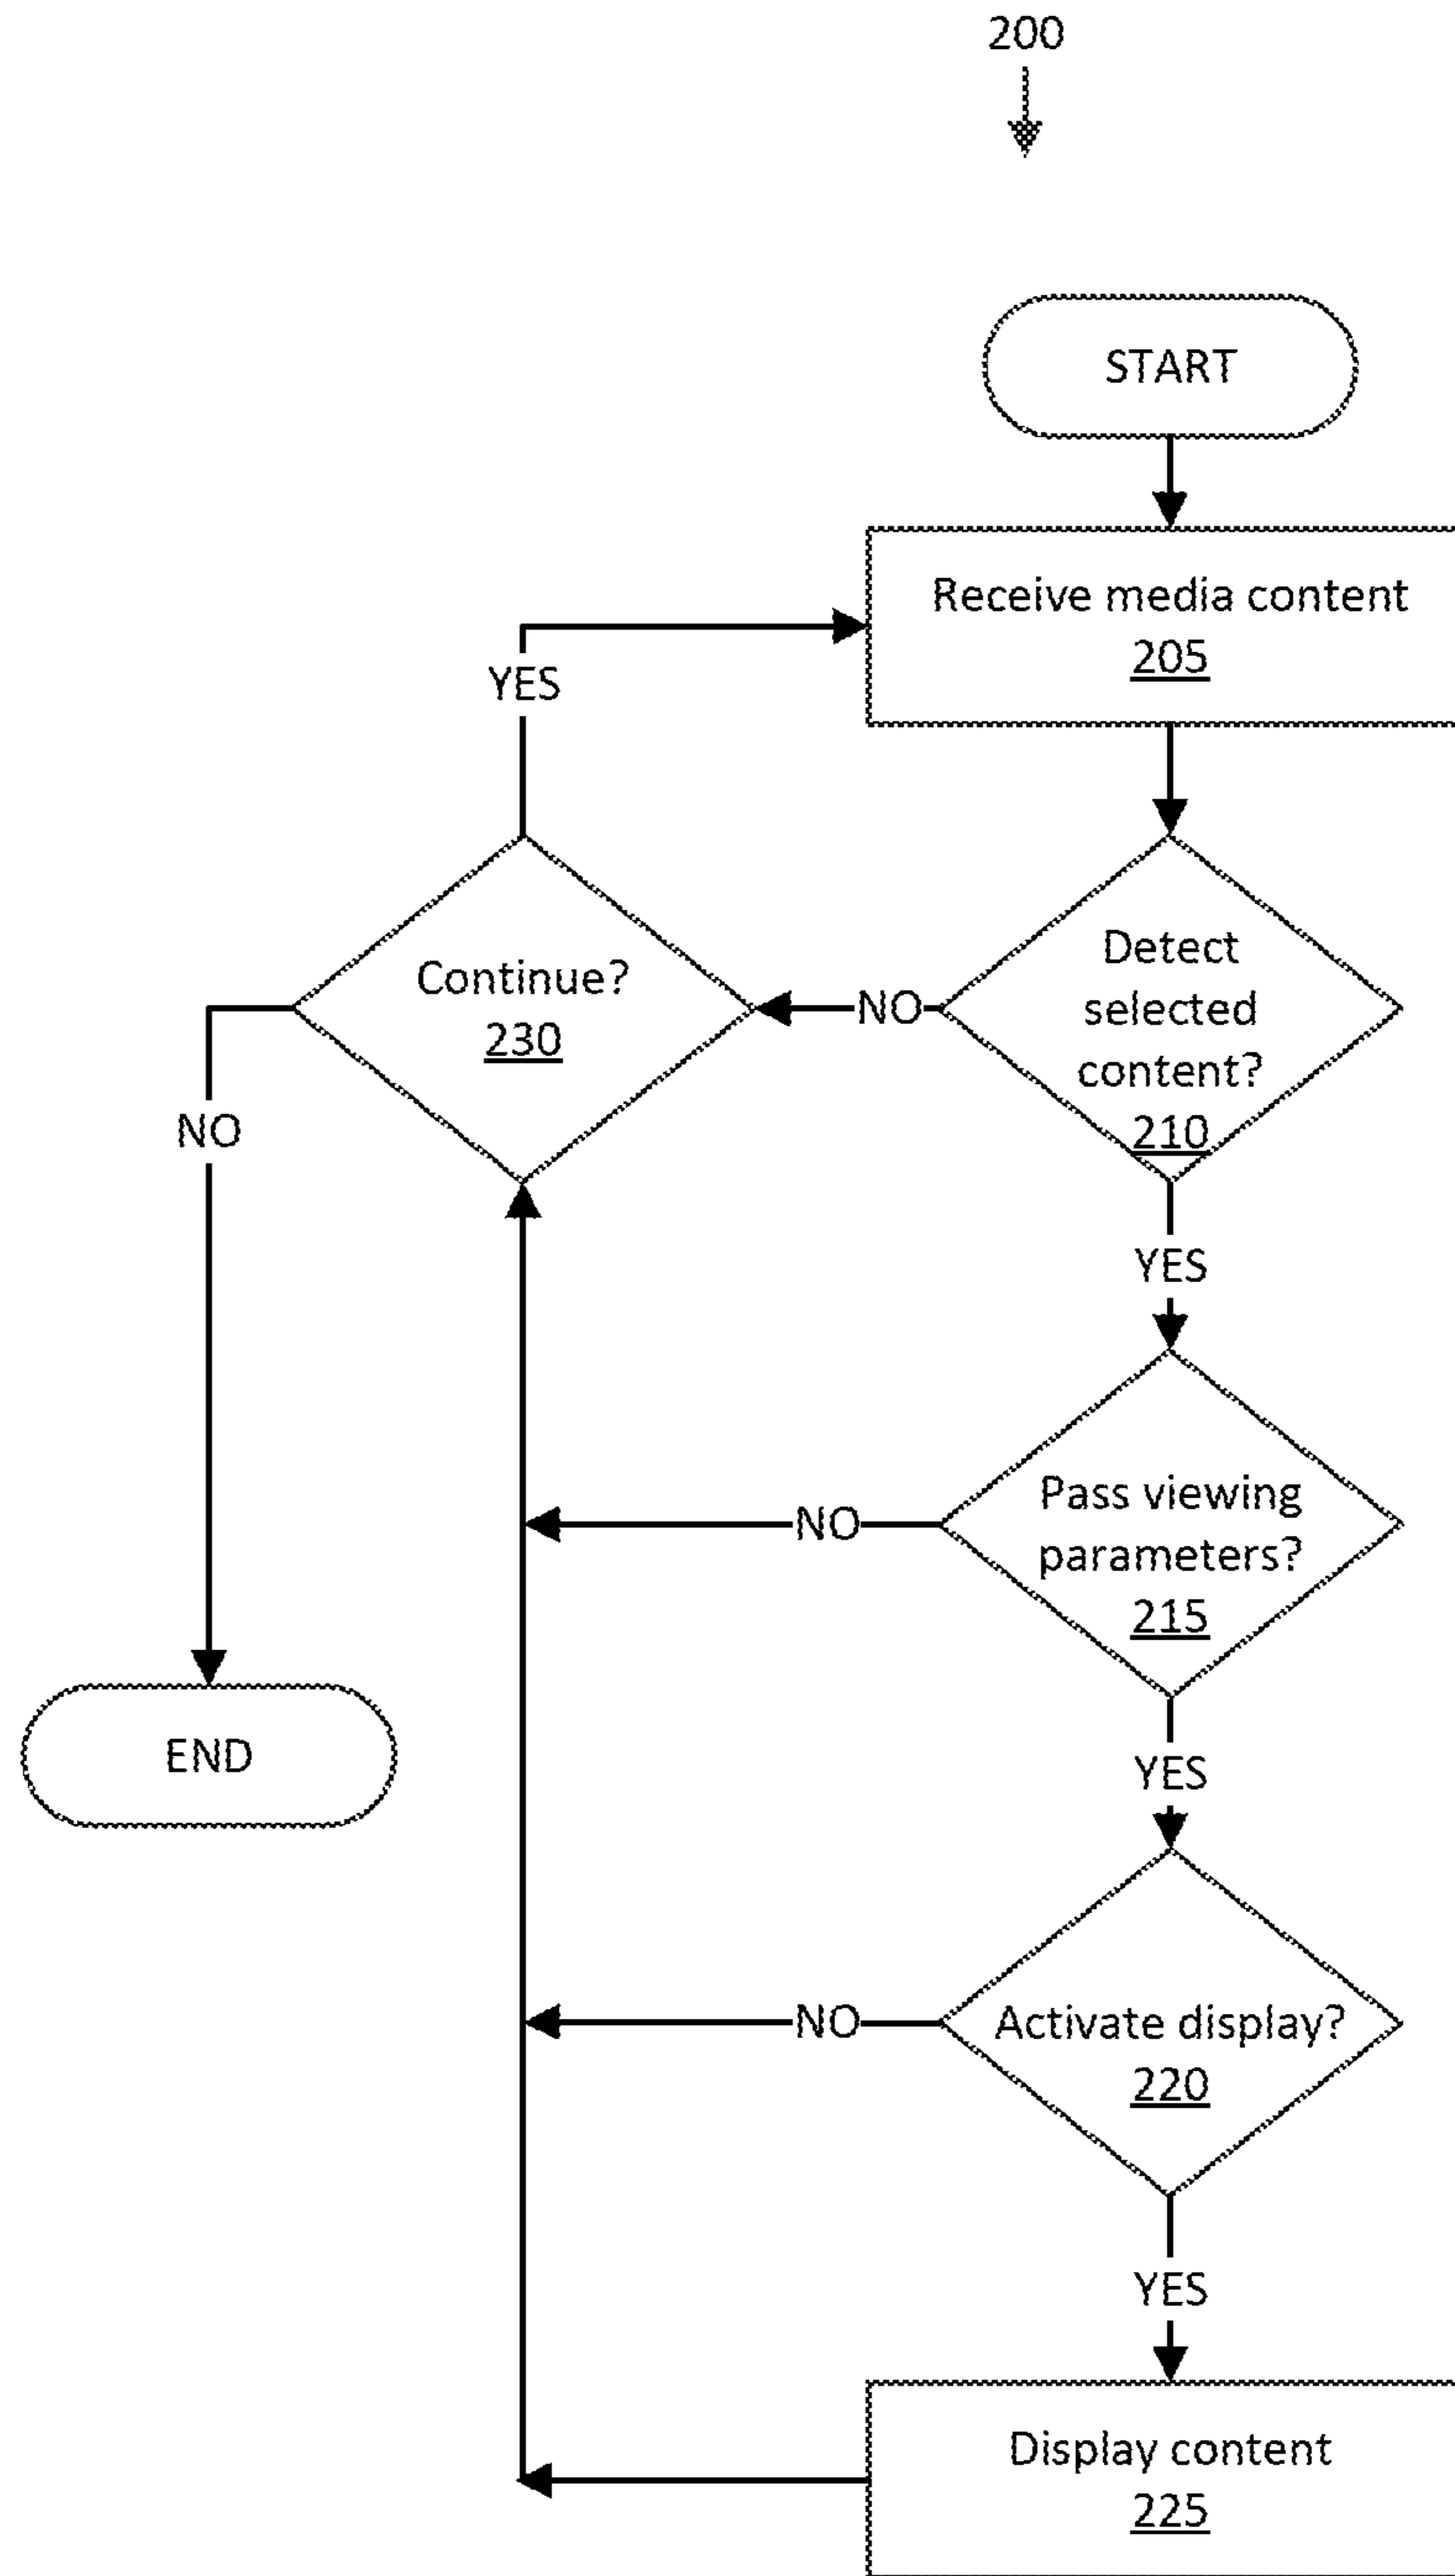 200
START
Receive media content
205
YES
Detect
selected
content?
210
NO
Continue?
230
NO
YES
Pass viewing
parameters?
215
NO
END
YES
Activate display?
220
NO
YES
Display content
225